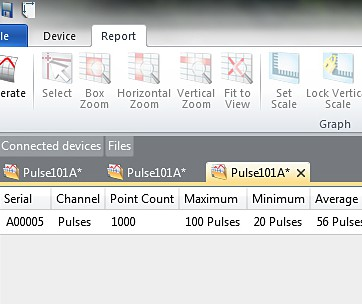 le Device Report
erate Select Box Zoom Horizontal Zoom Vertical Zoom Fit to View Set Scale Lock Vertic Scale
Graph
Connected devices Files
Pulse101A* Pulse101A* Pulse101A*
Serial Channel Point Count Maximum Minimum Average
A00005 Pulses 1000 100 Pulses 20 Pulses 56 Pulses